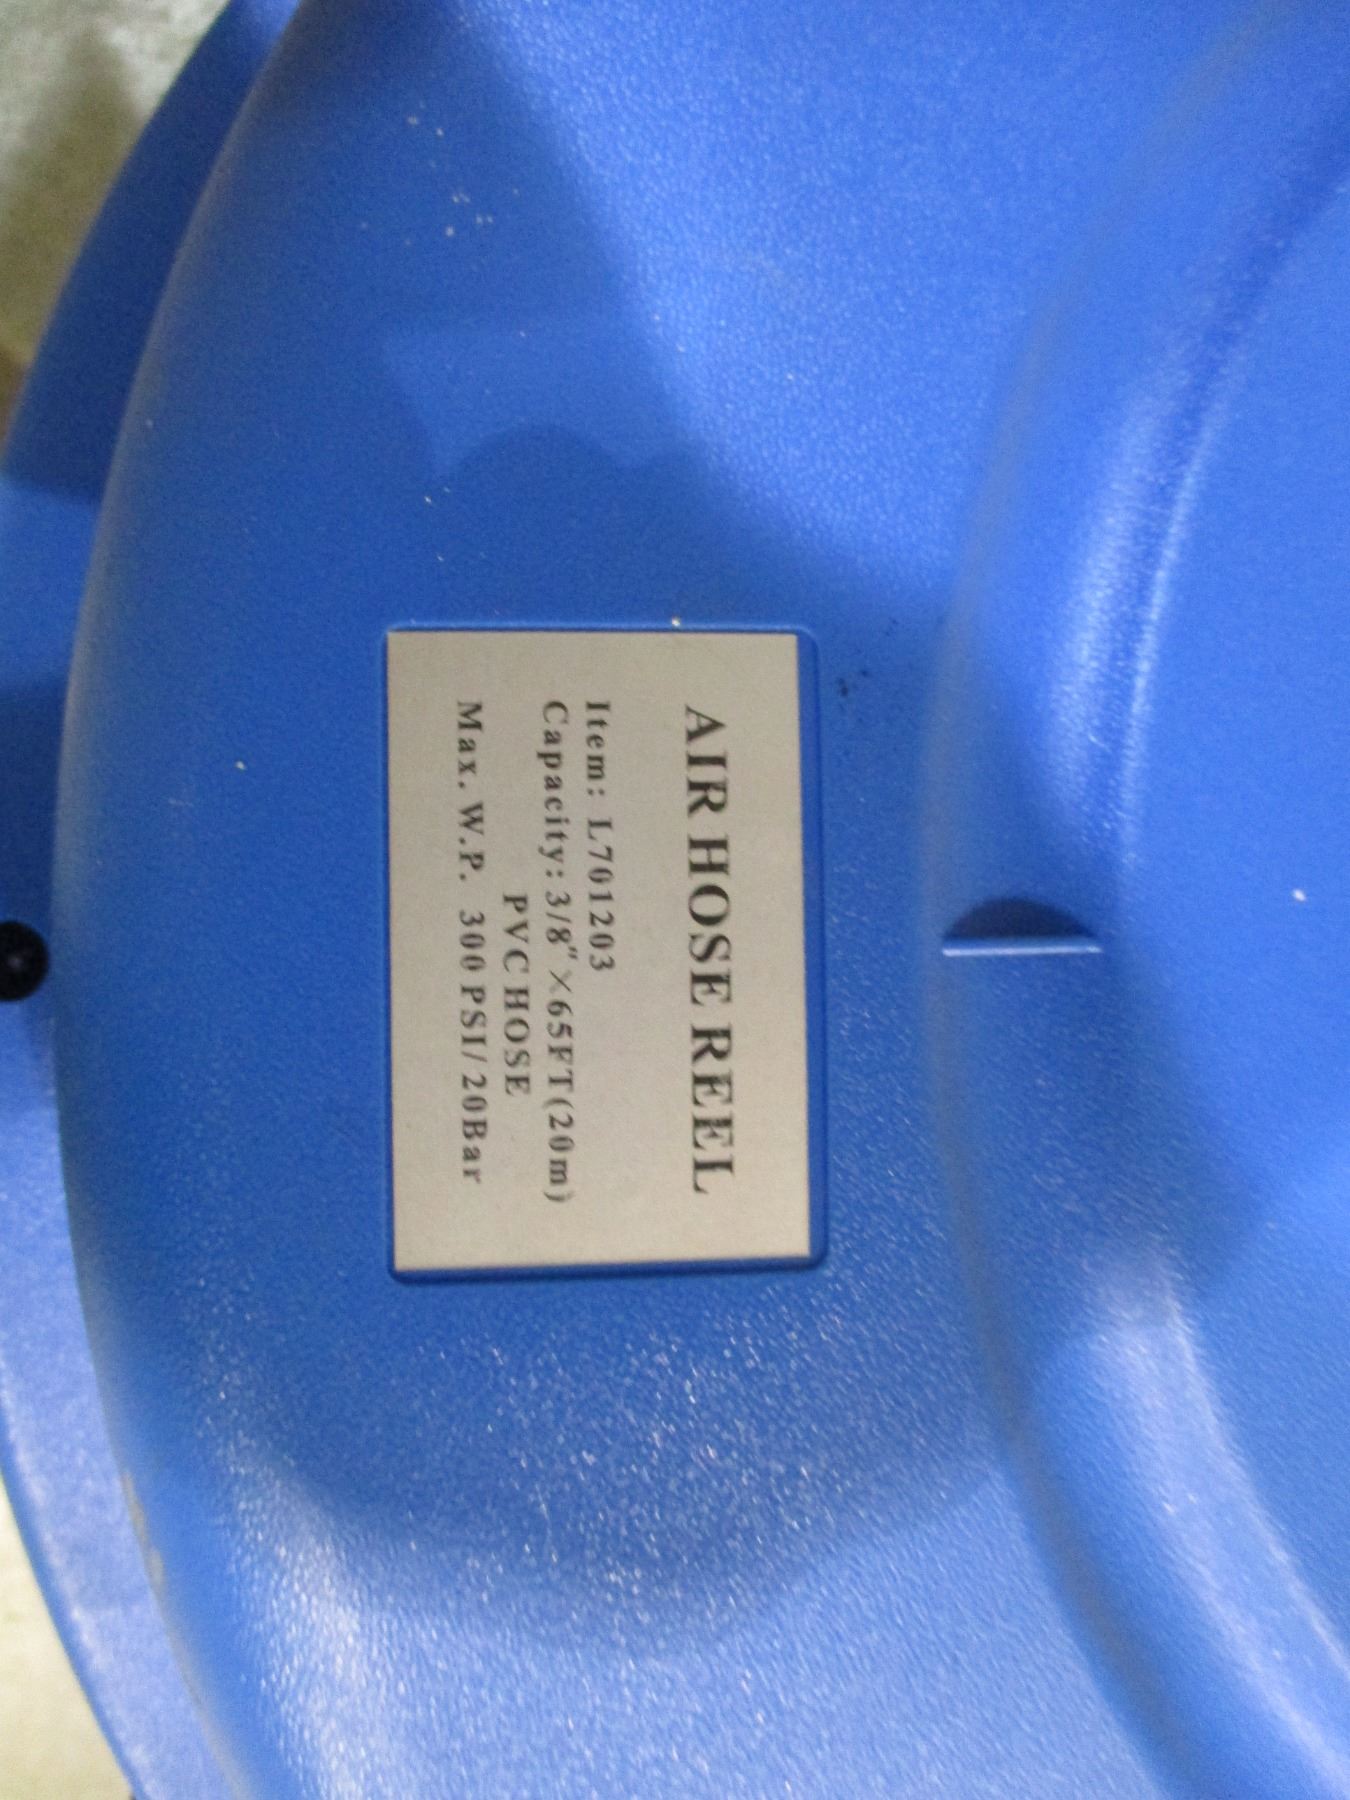 AIR HOSE REEL
Item: L701203
Capacity: 3/8"×65FT(20m)
PVC HOSE
Max. W.P. 300 PSI/20Bar